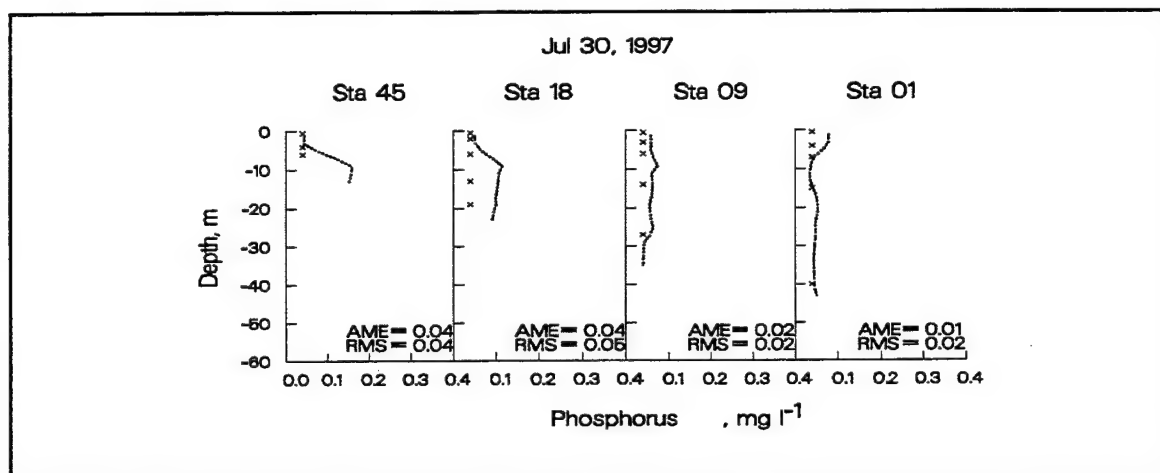 Jul 30, 1997
Sta 45 Sta 18 Sta 09 Sta 01
0
-10
-20
-30
-40
-50
-60
Depth, m
AME= 0.04 AME= 0.04 AME= 0.02 AME= 0.01
RMS= 0.04 RMS= 0.05 RMS= 0.02 RMS= 0.02
0.0 0.1 0.2 0.3 0.4 0.1 0.2 0.3 0.4 0.1 0.2 0.3 0.4 0.1 0.2 0.3 0.4
Phosphorus , mg l⁻¹